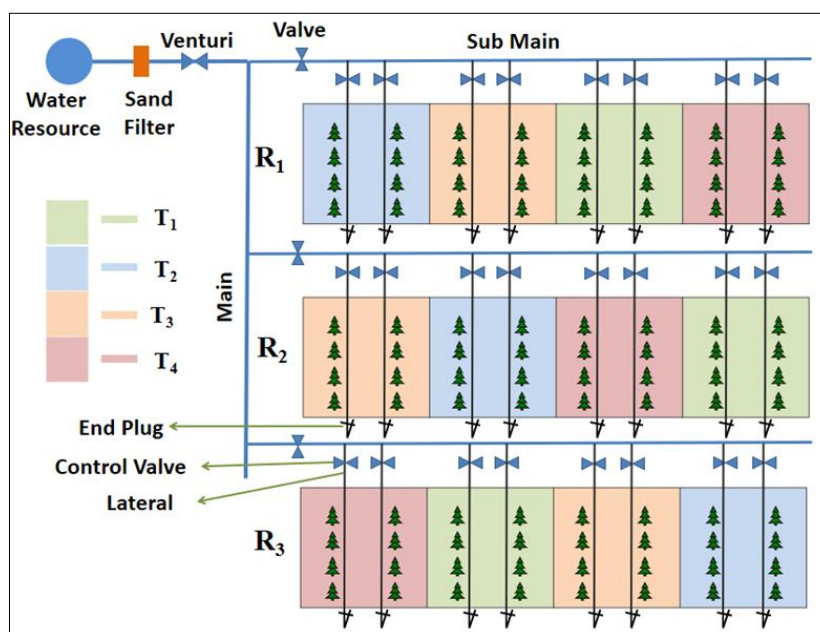 Venturi
Valve
Sub Main
Water
Resource
Sand
Filter
R1
T1
T2
T3
T4
Main
R2
End Plug
Control Valve
Lateral
R3